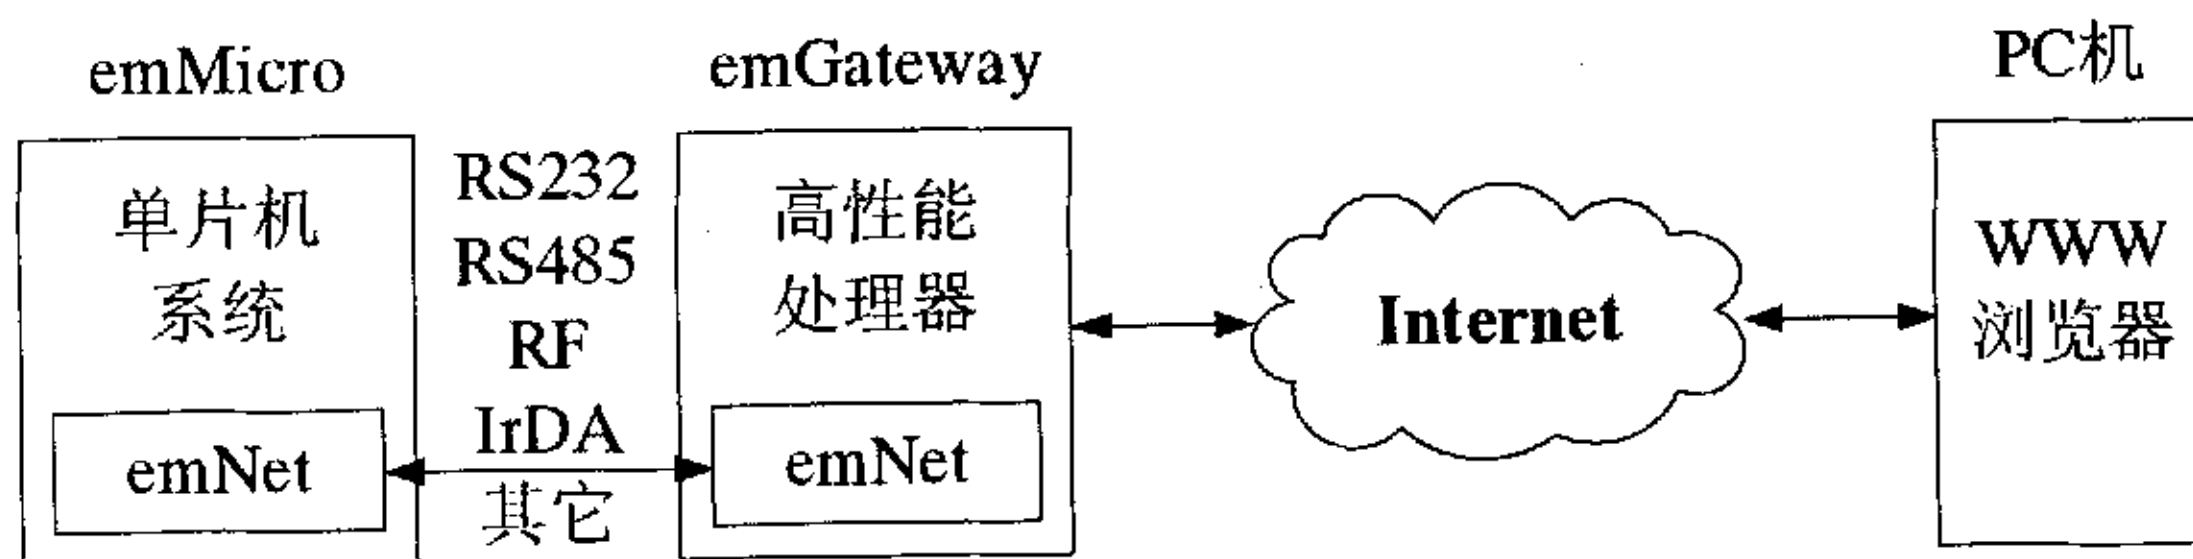 emMicro
单片机
系统
emNet
RS232
RS485
RF
IrDA
其它
emGateway
高性能
处理器
emNet
Internet
PC机
WWW
浏览器